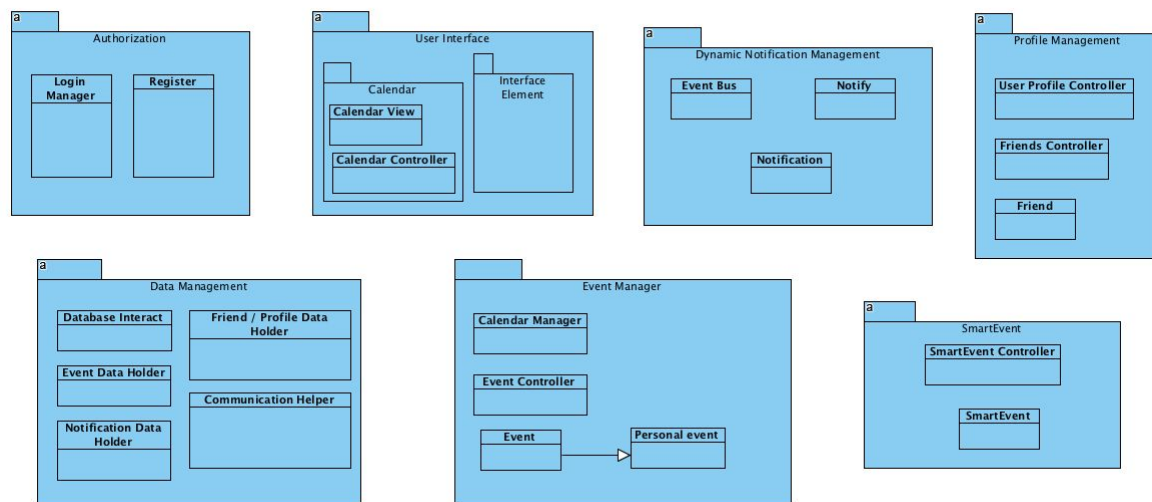 a
Authorization
Login
Manager
Register
a
User Interface
Calendar
Calendar View
Calendar Controller
Interface
Element
a
Dynamic Notification Management
Event Bus
Notify
Notification
a
Profile Management
User Profile Controller
Friends Controller
Friend
a
Data Management
Database Interact
Event Data Holder
Notification Data
Holder
Friend / Profile Data
Holder
Communication Helper
Event Manager
Calendar Manager
Event Controller
Event
Personal event
a
SmartEvent
SmartEvent Controller
SmartEvent